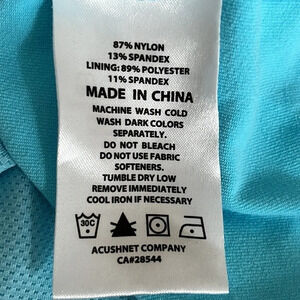 87% NYLON
13% SPANDEX
LINING: 89% POLYESTER
11% SPANDEX
MADE IN CHINA
MACHINE WASH COLD
WASH DARK COLORS
SEPARATELY.
DO NOT BLEACH
DO NOT USE FABRIC
SOFTENERS.
TUMBLE DRY LOW
REMOVE IMMEDIATELY
COOL IRON IF NECESSARY
30C
ACUSHNET COMPANY
CA#28544